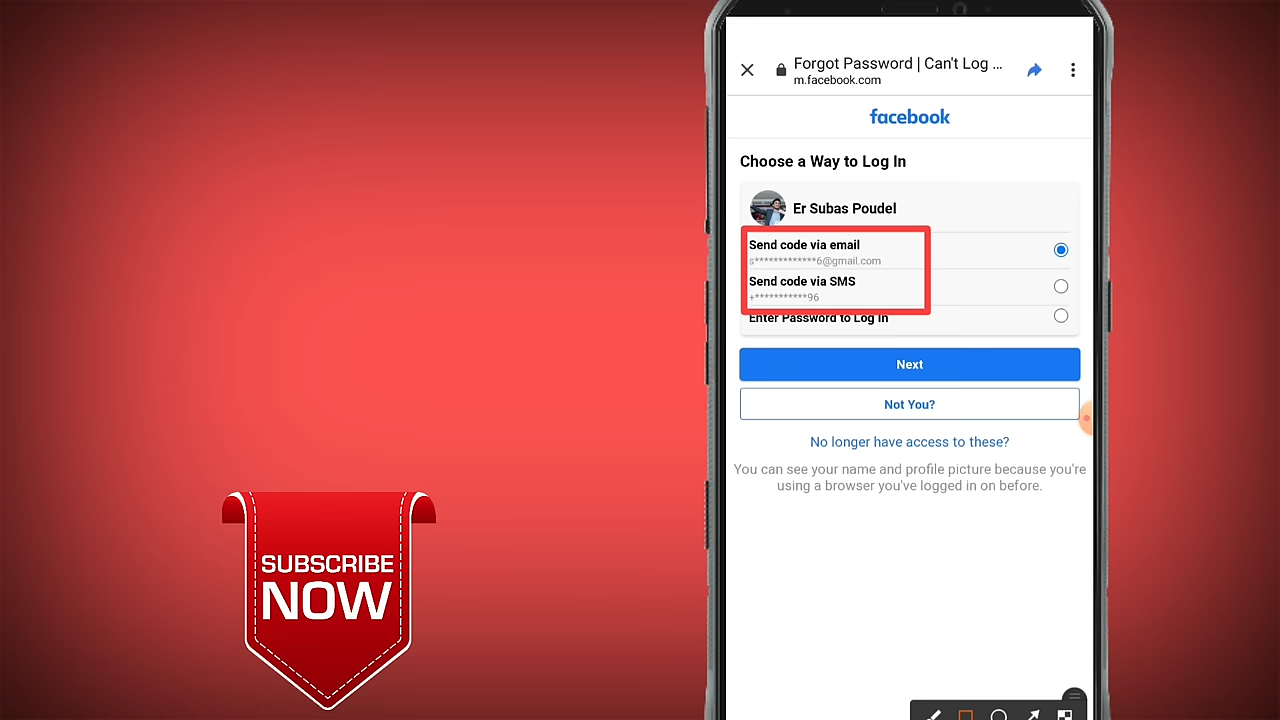 Forgot Password | Can't Log ...
m.facebook.com
facebook
Choose a Way to Log In
Er Subas Poudel
Send code via email
s*************6@gmail.com
Send code via SMS
+***********96
Enter Password to Log In
Next
Not You?
No longer have access to these?
You can see your name and profile picture because you're
using a browser you've logged in on before.
SUBSCRIBE
NOW